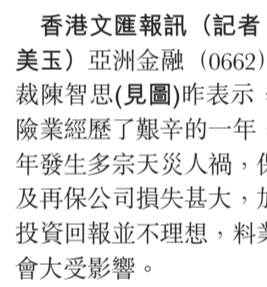 香港文匯報訊（記者
美玉）亞洲金融（0662）
裁陳智思(見圖)昨表示，
險業經歷了艱辛的一年，
年發生多宗天災人禍，保
及再保公司損失甚大，加
投資回報並不理想，料業
會大受影響。